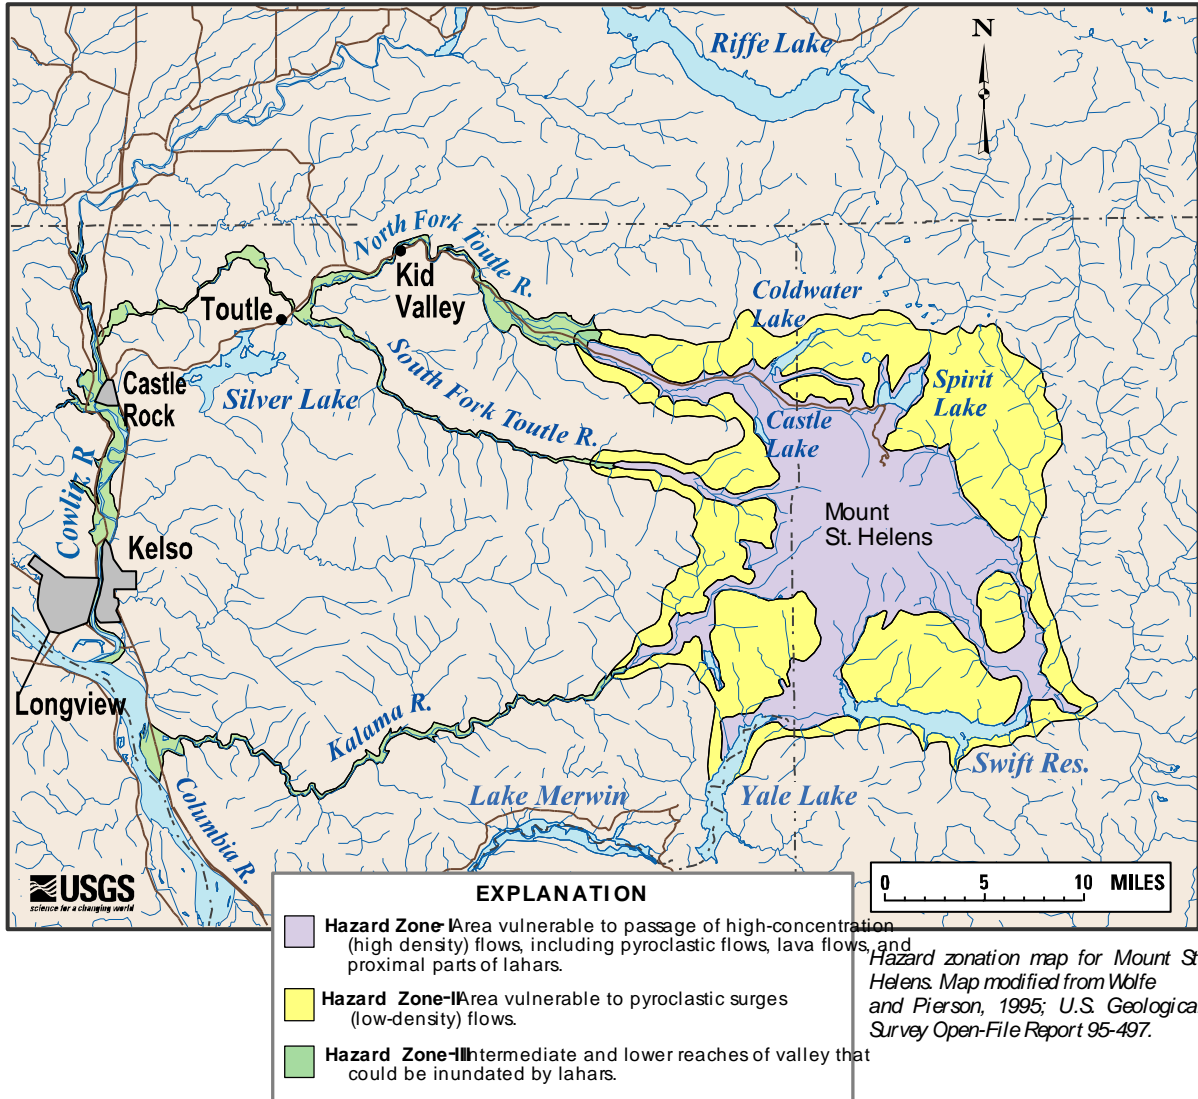 Riffe Lake
N
North Fork Toutle R.
Kid
Valley
Toutle
Coldwater
Lake
Castle
Rock
Silver Lake
South Fork Toutle R.
Spirit
Lake
Castle
Lake
Cowlitz R
Mount
St. Helens
Kelso
Longview
Kalama R.
Swift Res.
Lake Merwin
Yale Lake
Columbia R.
USGS
science for a changing world
0 5 10 MILES
EXPLANATION
Hazard Zone-I Area vulnerable to passage of high-concentration
(high density) flows, including pyroclastic flows, lava flows, and
proximal parts of lahars.
Hazard Zone-II Area vulnerable to pyroclastic surges
(low-density) flows.
Hazard Zone-III Intermediate and lower reaches of valley that
could be inundated by lahars.
Hazard zonation map for Mount St
Helens. Map modified from Wolfe
and Pierson, 1995; U.S. Geological
Survey Open-File Report 95-497.